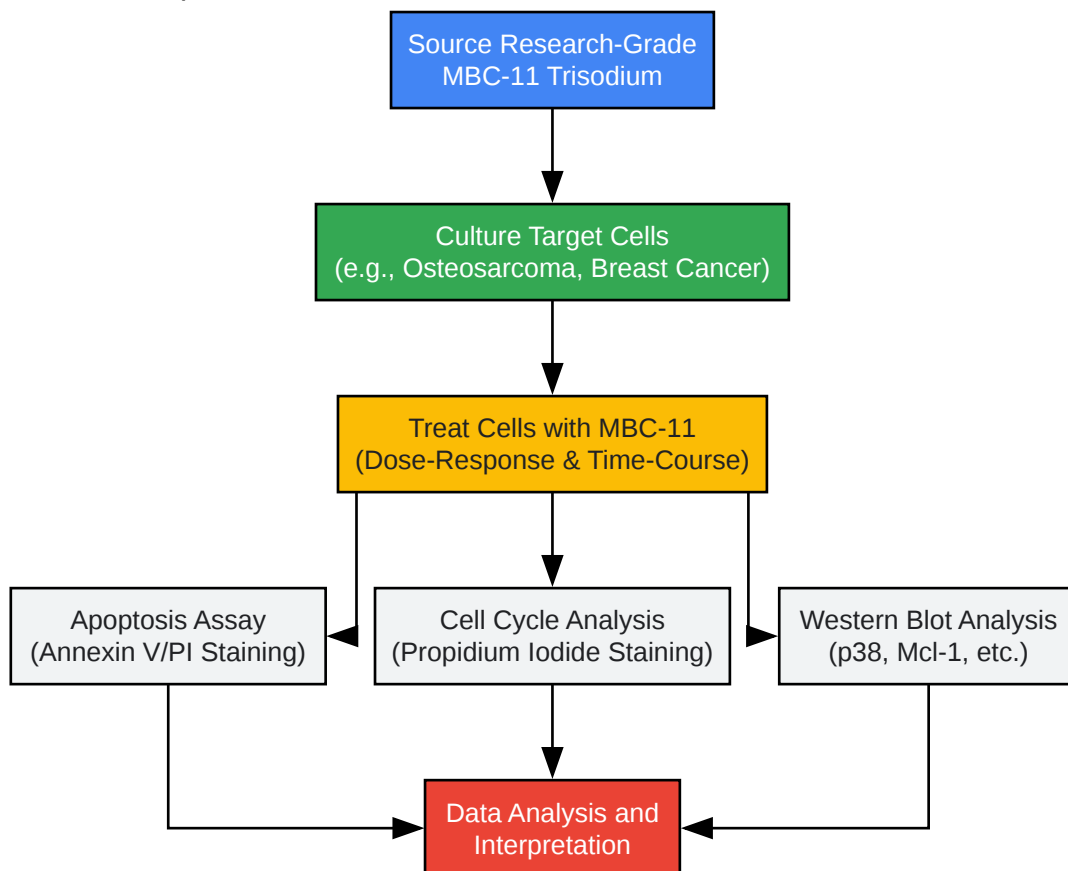 Source Research-Grade
MBC-11 Trisodium
Culture Target Cells
(e.g., Osteosarcoma, Breast Cancer)
Treat Cells with MBC-11
(Dose-Response & Time-Course)
Apoptosis Assay
(Annexin V/PI Staining)
Cell Cycle Analysis
(Propidium Iodide Staining)
Western Blot Analysis
(p38, Mcl-1, etc.)
Data Analysis and
Interpretation